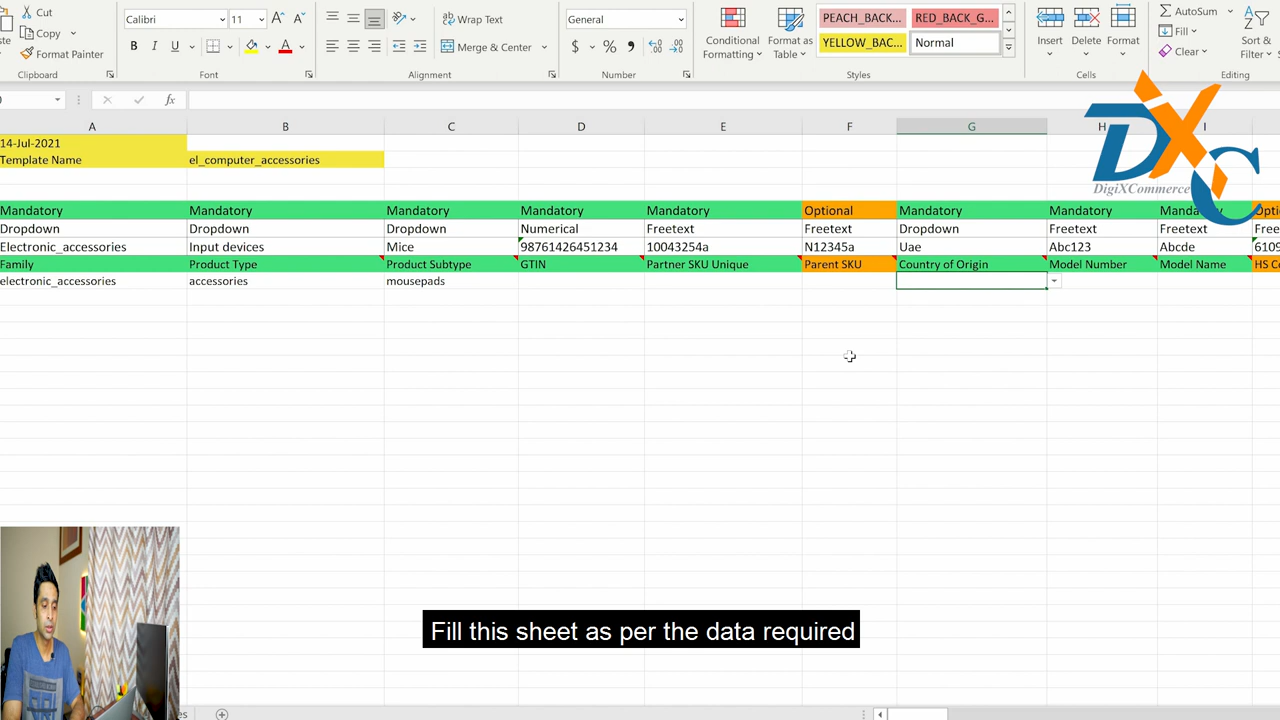 Cut
Copy
Format Painter
Clipboard
Calibri 11
B I U
Font
Wrap Text
Merge & Center
Alignment
General
$ % ,
Number
Conditional Formatting
Format as Table
PEACH_BACK... RED_BACK_G...
YELLOW_BAC... Normal
Styles
Insert Delete Format
Cells
AutoSum
Fill
Clear
Sort &
Editing
fx
A B C D E F G H I
DXC
DigiXCommerce
14-Jul-2021
Template Name el_computer_accessories
Mandatory Mandatory Mandatory Mandatory Mandatory Optional Mandatory Mandatory
Dropdown Dropdown Dropdown Numerical Freetext Freetext Dropdown Freetext Freetext
Electronic_accessories Input devices Mice 98761426451234 10043254a N12345a Uae Abc123 Abcde 6109
Family Product Type Product Subtype GTIN Partner SKU Unique Parent SKU Country of Origin Model Number Model Name
electronic_accessories accessories mousepads
Fill this sheet as per the data required